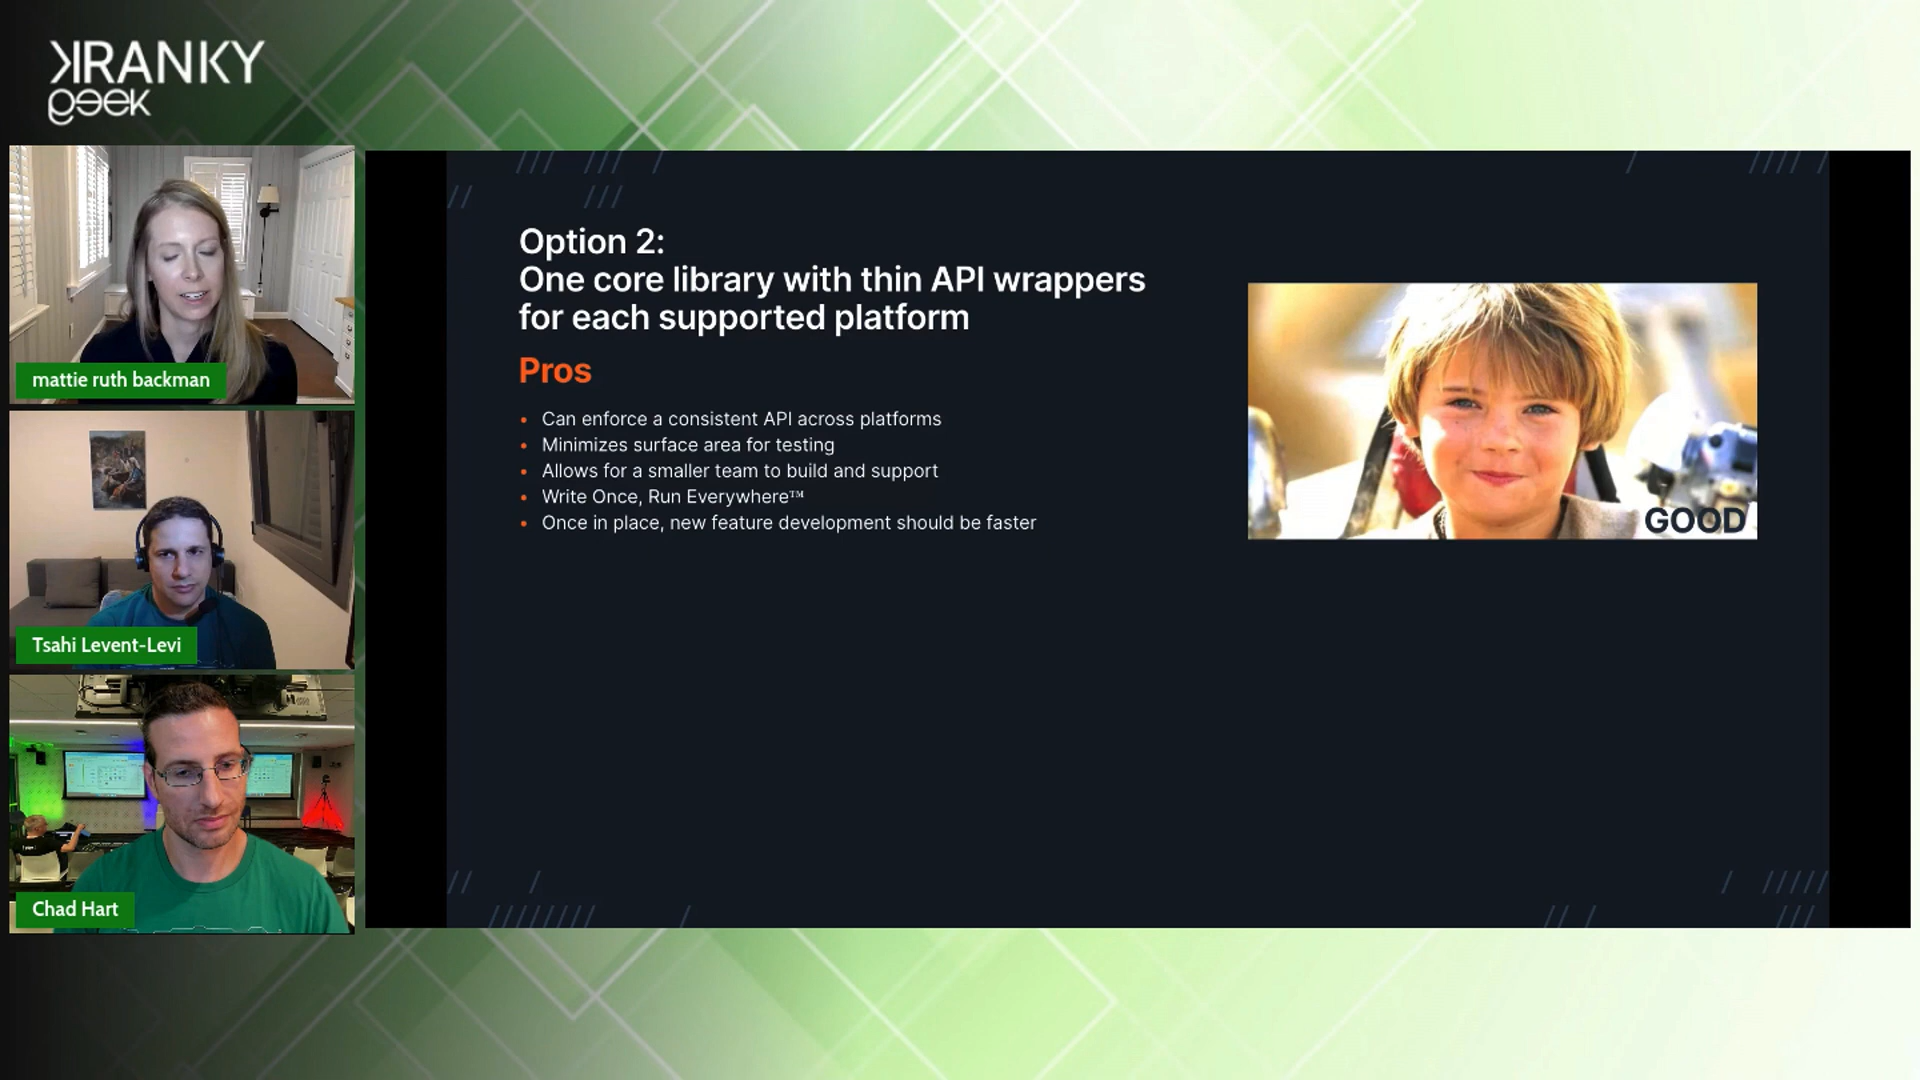 KRANKY
geek
mattie ruth backman
Tsahi Levent-Levi
Chad Hart
Option 2:
One core library with thin API wrappers
for each supported platform
Pros
• Can enforce a consistent API across platforms
• Minimizes surface area for testing
• Allows for a smaller team to build and support
• Write Once, Run Everywhere™
• Once in place, new feature development should be faster
GOOD